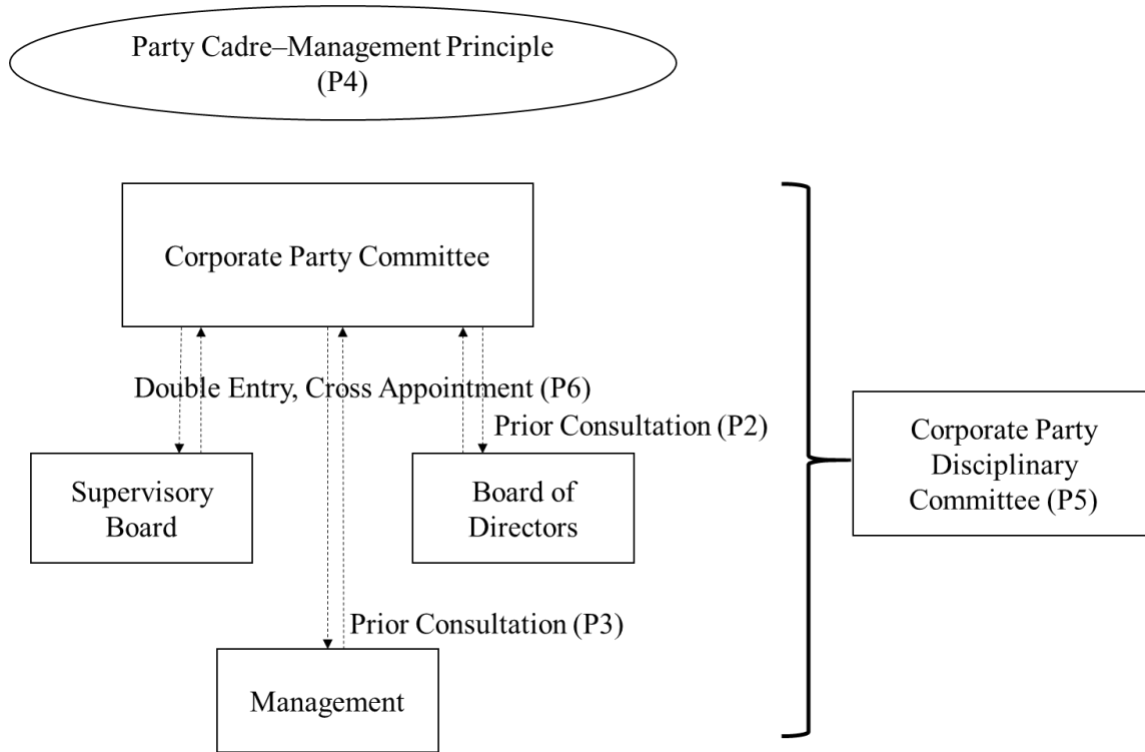 Party Cadre–Management Principle
(P4)
Corporate Party Committee
Double Entry, Cross Appointment (P6)
Prior Consultation (P2)
Supervisory
Board
Board of
Directors
Corporate Party
Disciplinary
Committee (P5)
Prior Consultation (P3)
Management